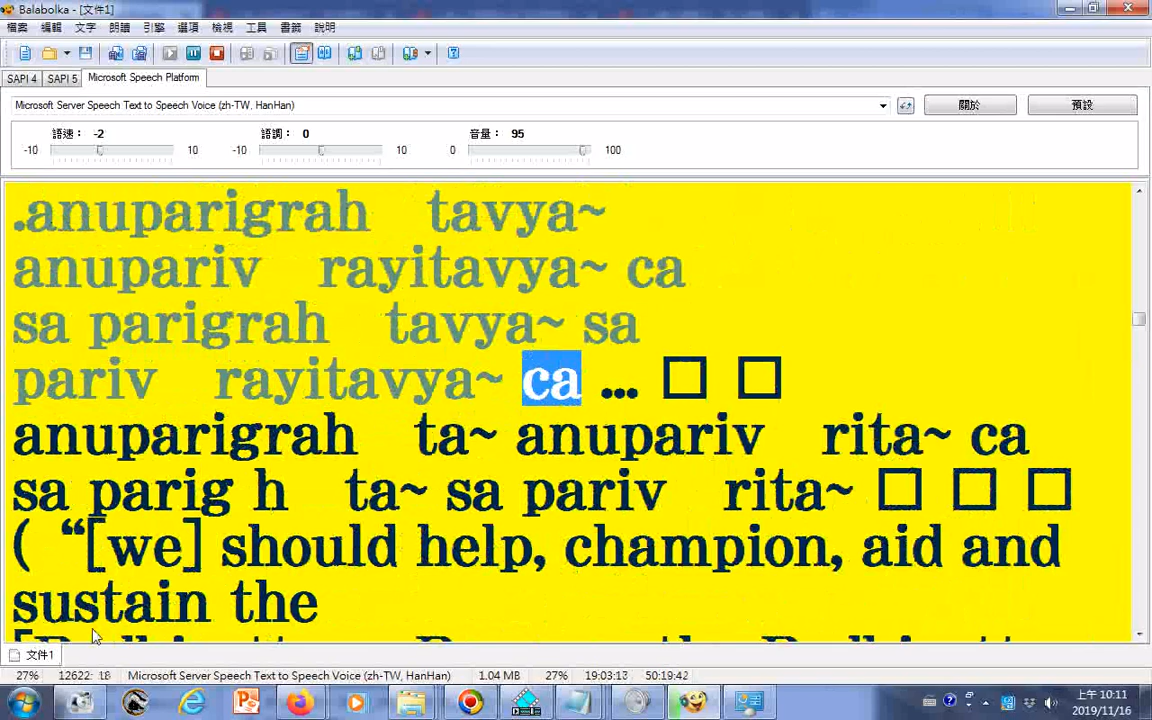 Balabolka - [文件1]
檔案 編輯 文字 朗讀 引擎 選項 檢視 工具 書籤 說明
SAPI 4 SAPI 5 Microsoft Speech Platform
Microsoft Server Speech Text to Speech Voice (zh-TW, HanHan) 關於 預設
語速： -2 語調： 0 音量： 95
-10 10 -10 10 0 100
.anuparigrah tavya~
anupariv rayitavya~ ca
sa parigrah tavya~ sa
pariv rayitavya~ ca ... □ □
anuparigrah ta~ anupariv rita~ ca
sa parig h ta~ sa pariv rita~ □ □ □
( “[we] should help, champion, aid and
sustain the
文件1
27% 12622: 18 Microsoft Server Speech Text to Speech Voice (zh-TW, HanHan) 1.04 MB 27% 19:03:13 50:19:42
上午 10:11
2019/11/16